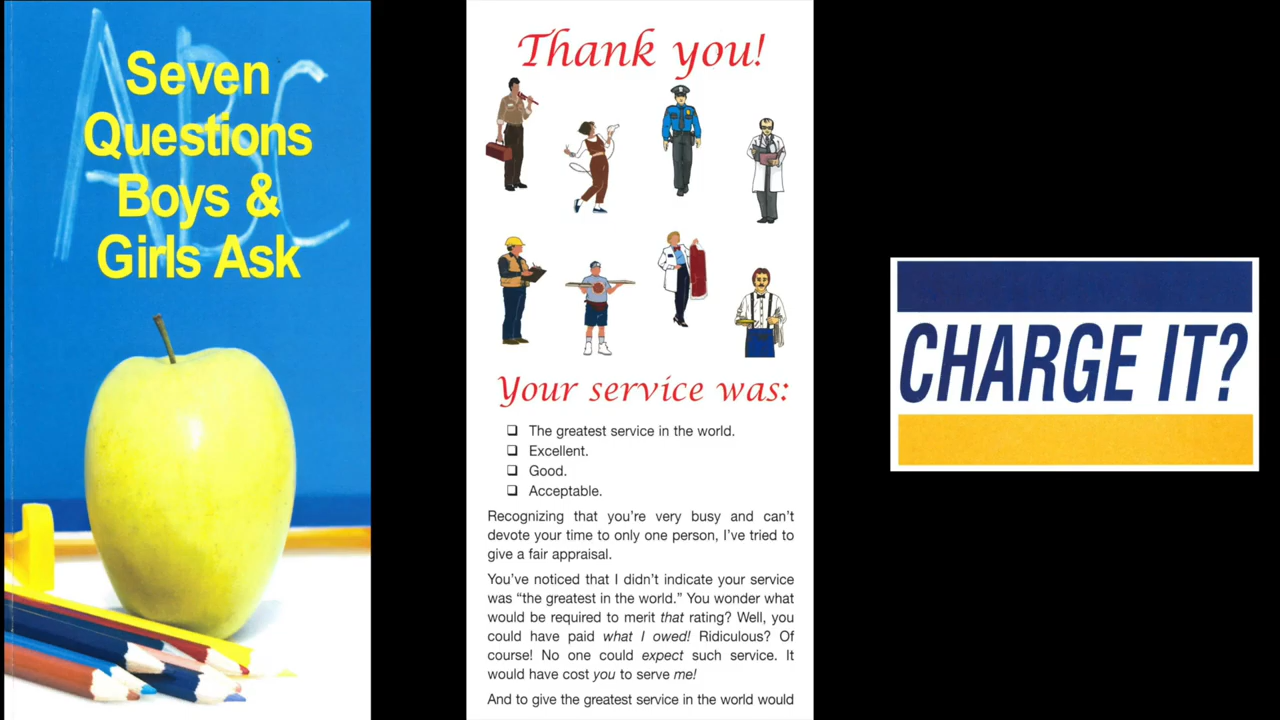 ABC
Seven
Questions
Boys &
Girls Ask
Thank you!
Your service was:
❑ The greatest service in the world.
❑ Excellent.
❑ Good.
❑ Acceptable.
Recognizing that you're very busy and can't
devote your time to only one person, I've tried to
give a fair appraisal.
You've noticed that I didn't indicate your service
was “the greatest in the world.” You wonder what
would be required to merit that rating? Well, you
could have paid what I owed! Ridiculous? Of
course! No one could expect such service. It
would have cost you to serve me!
And to give the greatest service in the world would
CHARGE IT?